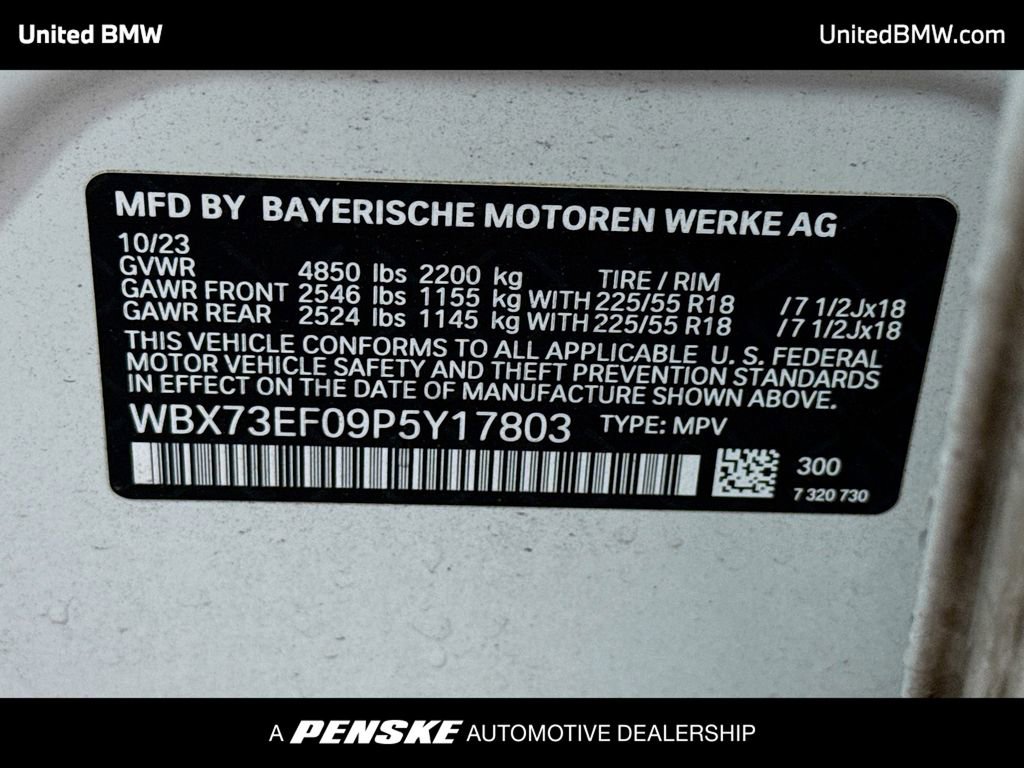 United BMW
UnitedBMW.com
MFD BY BAYERISCHE MOTOREN WERKE AG
10/23
GVWR 4850 lbs 2200 kg TIRE / RIM
GAWR FRONT 2546 lbs 1155 kg WITH 225/55 R18 /7 1/2Jx18
GAWR REAR 2524 lbs 1145 kg WITH 225/55 R18 /7 1/2Jx18
THIS VEHICLE CONFORMS TO ALL APPLICABLE U. S. FEDERAL
MOTOR VEHICLE SAFETY AND THEFT PREVENTION STANDARDS
IN EFFECT ON THE DATE OF MANUFACTURE SHOWN ABOVE.
WBX73EF09P5Y17803 TYPE: MPV
300
7 320 730
A PENSKE AUTOMOTIVE DEALERSHIP